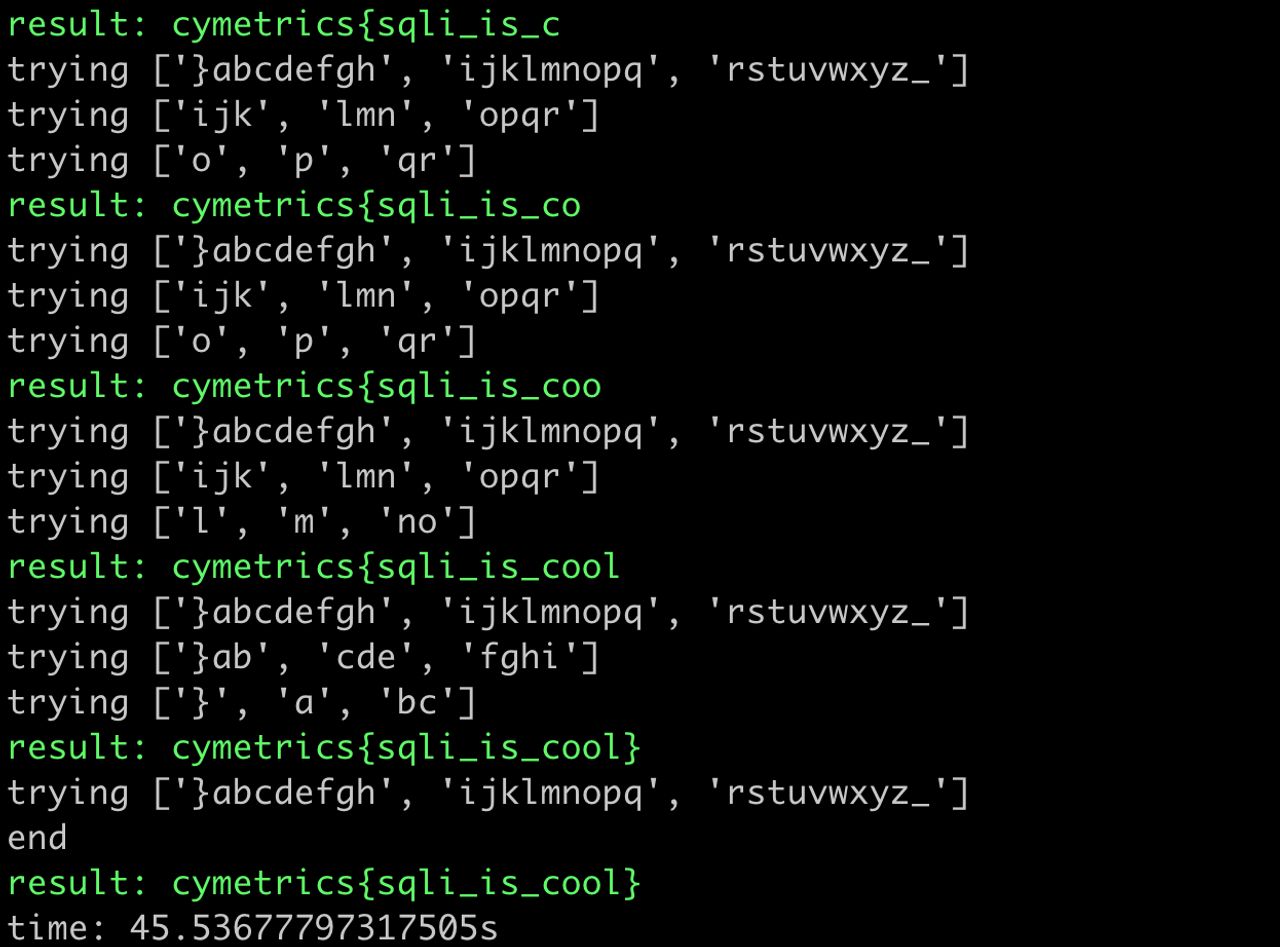 result: cymetrics{sqli_is_c
trying ['}abcdefgh', 'ijklmnopq', 'rstuvwxyz_']
trying ['ijk', 'lmn', 'opqr']
trying ['o', 'p', 'qr']
result: cymetrics{sqli_is_co
trying ['}abcdefgh', 'ijklmnopq', 'rstuvwxyz_']
trying ['ijk', 'lmn', 'opqr']
trying ['o', 'p', 'qr']
result: cymetrics{sqli_is_coo
trying ['}abcdefgh', 'ijklmnopq', 'rstuvwxyz_']
trying ['ijk', 'lmn', 'opqr']
trying ['l', 'm', 'no']
result: cymetrics{sqli_is_cool
trying ['}abcdefgh', 'ijklmnopq', 'rstuvwxyz_']
trying ['}ab', 'cde', 'fghi']
trying ['}', 'a', 'bc']
result: cymetrics{sqli_is_cool}
trying ['}abcdefgh', 'ijklmnopq', 'rstuvwxyz_']
end
result: cymetrics{sqli_is_cool}
time: 45.53677797317505s